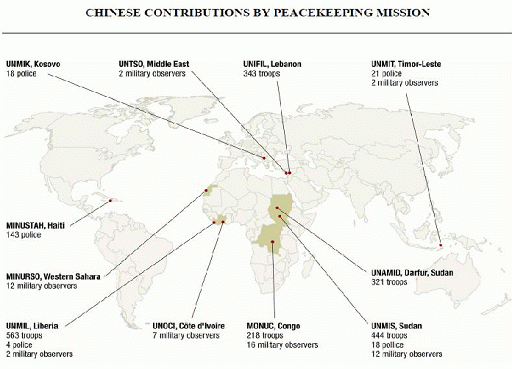 CHINESE CONTRIBUTIONS BY PEACEKEEPING MISSION
UNMIK, Kosovo
18 police
UNTSO, Middle East
2 military observers
UNIFIL, Lebanon
343 troops
UNMIT, Timor-Leste
21 police
2 military observers
MINUSTAH, Haiti
143 police
MINURSO, Western Sahara
12 military observers
UNAMID, Darfur, Sudan
321 troops
UNMIL, Liberia
563 troops
4 police
2 military observers
UNOCI, Côte d'Ivoire
7 military observers
MONUC, Congo
218 troops
16 military observers
UNMIS, Sudan
444 troops
18 pollice
12 military observers